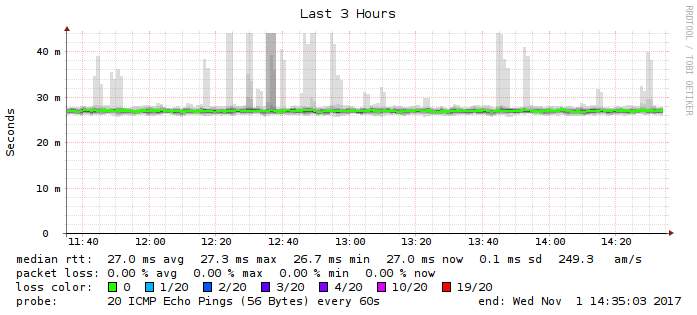 Last 3 Hours
RRDTOOL / TOBI OETIKER
Seconds
40 m
30 m
20 m
10 m
0
11:40 12:00 12:20 12:40 13:00 13:20 13:40 14:00 14:20
median rtt: 27.0 ms avg 27.3 ms max 26.7 ms min 27.0 ms now 0.1 ms sd 249.3 am/s
packet loss: 0.00 % avg 0.00 % max 0.00 % min 0.00 % now
loss color: 0 1/20 2/20 3/20 4/20 10/20 19/20
probe: 20 ICMP Echo Pings (56 Bytes) every 60s end: Wed Nov 1 14:35:03 2017